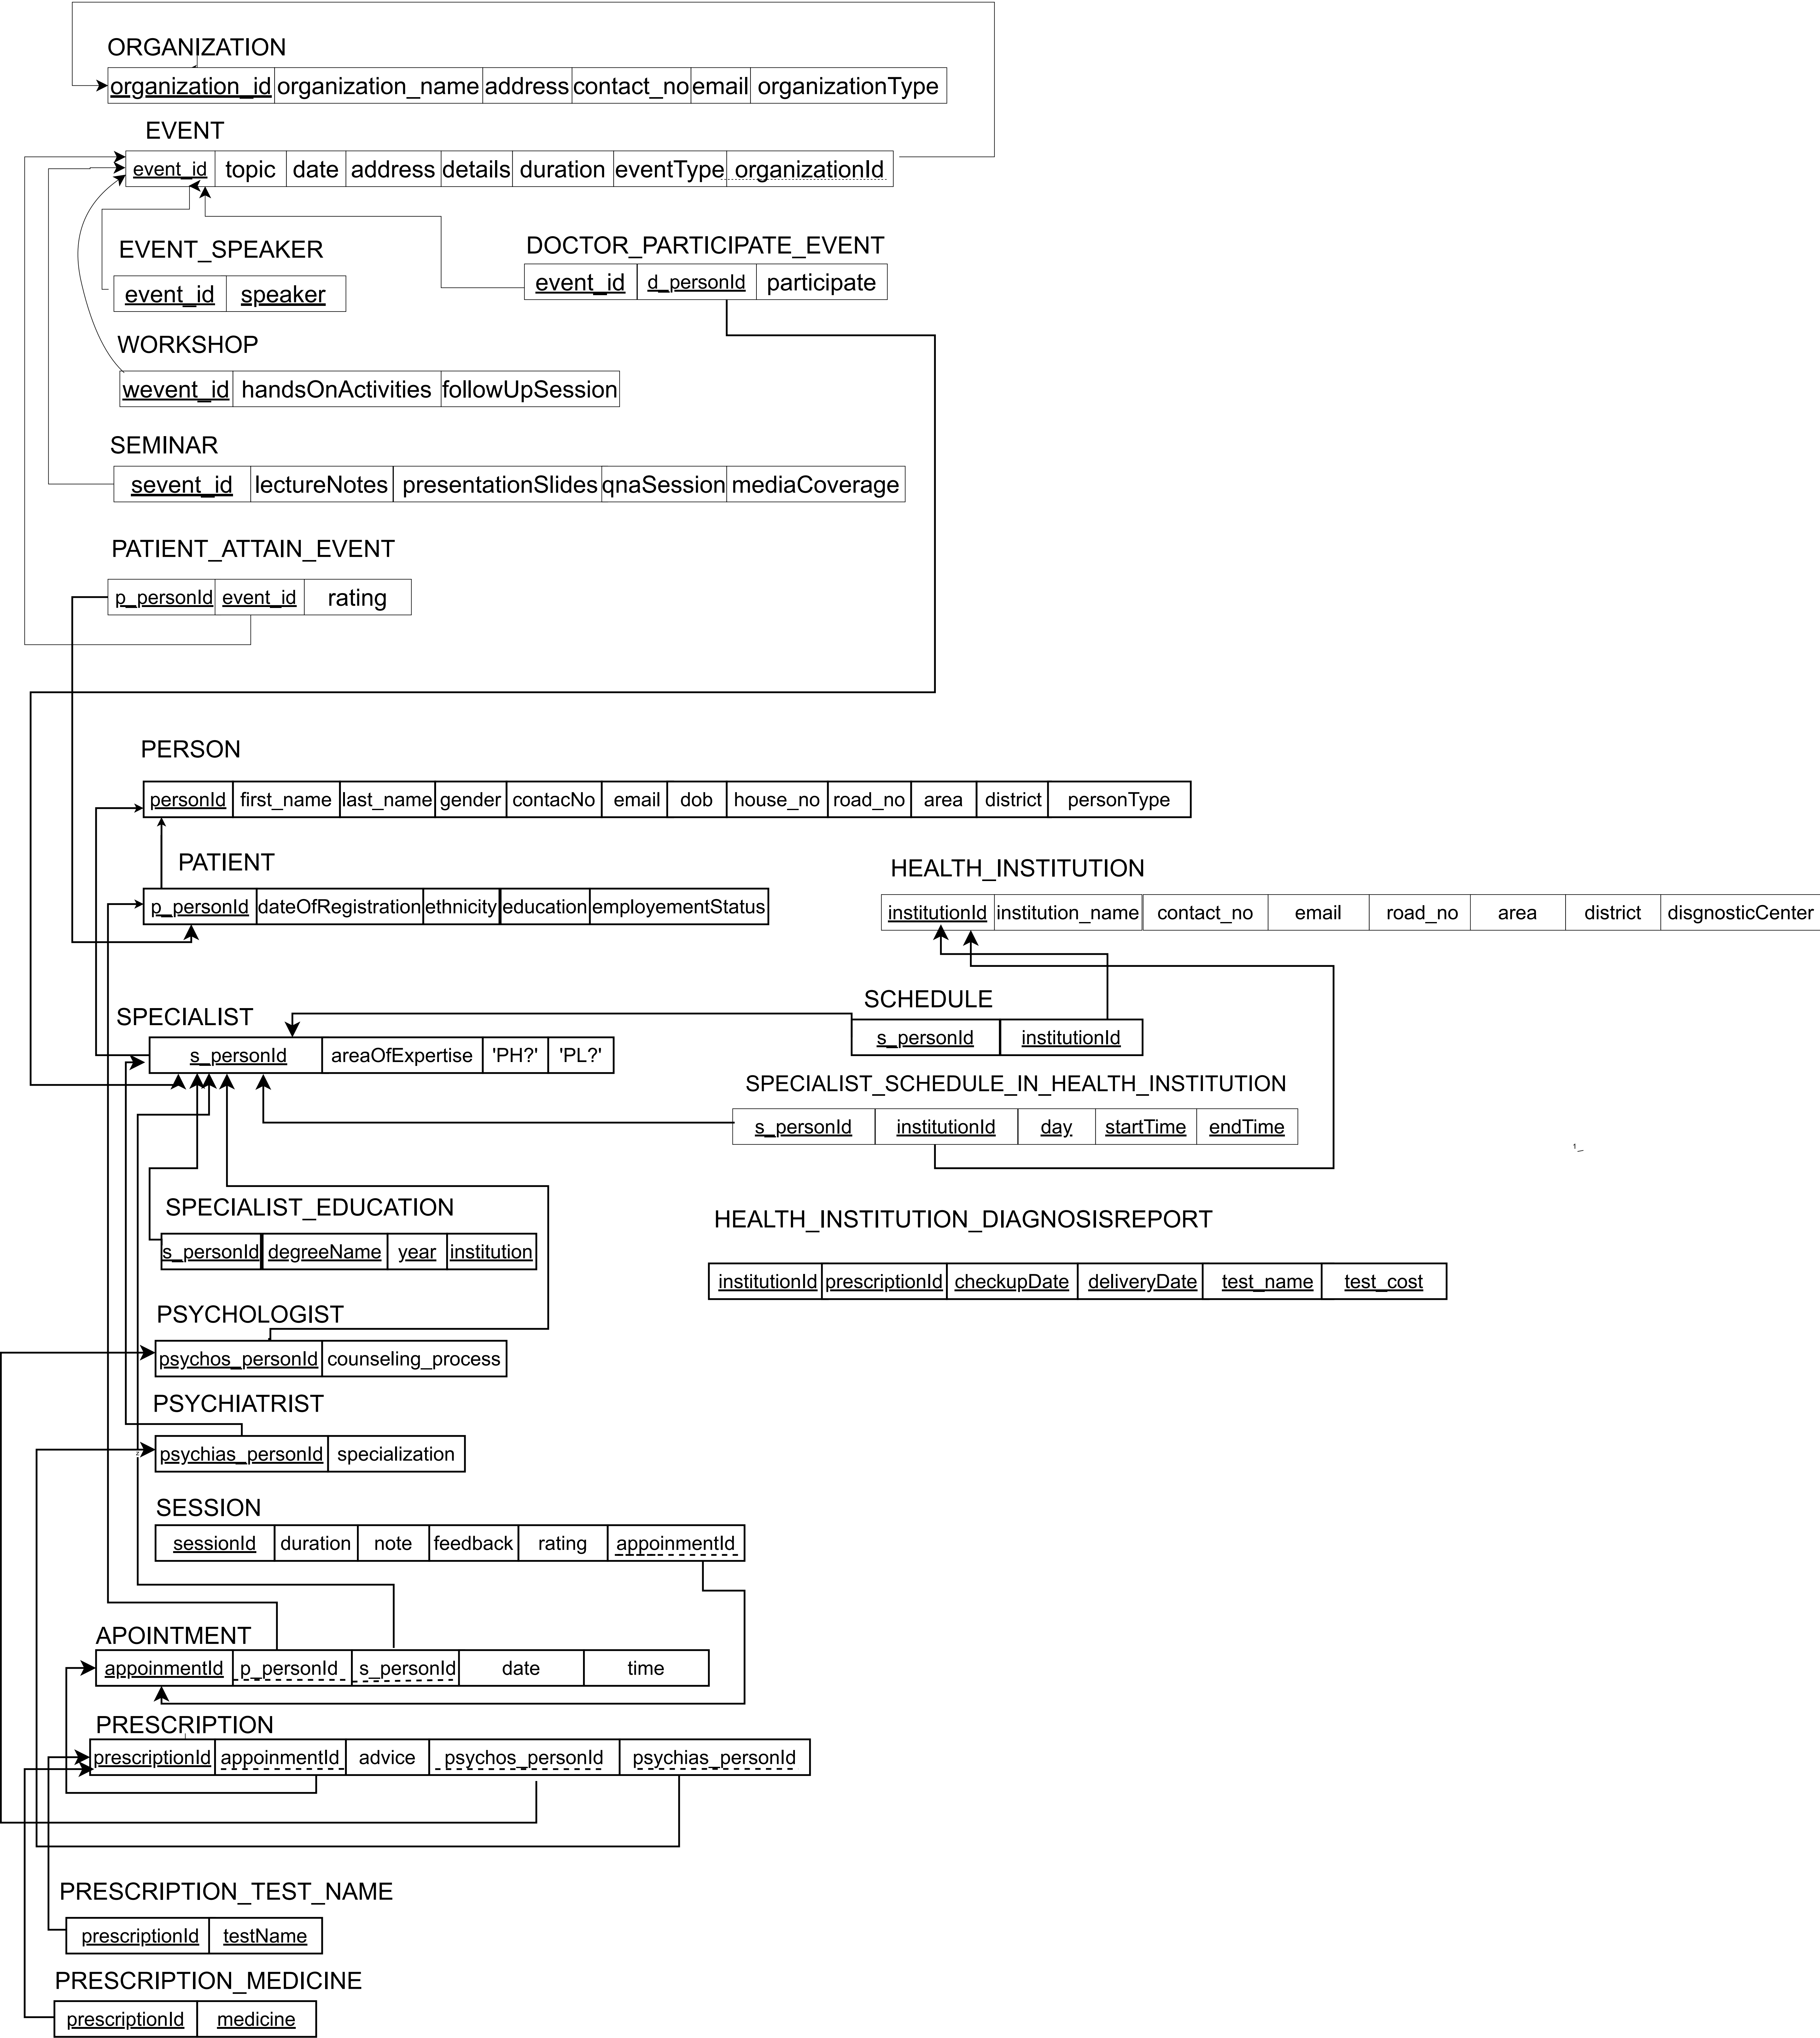 ORGANIZATION
organization_id organization_name address contact_no email organizationType
EVENT
event_id topic date address details duration eventType organizationId
EVENT_SPEAKER
event_id speaker
DOCTOR_PARTICIPATE_EVENT
event_id d_personId participate
WORKSHOP
wevent_id handsOnActivities followUpSession
SEMINAR
sevent_id lectureNotes presentationSlides qnaSession mediaCoverage
PATIENT_ATTAIN_EVENT
p_personId event_id rating
PERSON
personId first_name last_name gender contacNo email dob house_no road_no area district personType
PATIENT
p_personId dateOfRegistration ethnicity education employementStatus
HEALTH_INSTITUTION
institutionId institution_name contact_no email road_no area district disgnosticCenter
SPECIALIST
s_personId areaOfExpertise 'PH?' 'PL?'
SCHEDULE
s_personId institutionId
SPECIALIST_SCHEDULE_IN_HEALTH_INSTITUTION
s_personId institutionId day startTime endTime
SPECIALIST_EDUCATION
s_personId degreeName year institution
HEALTH_INSTITUTION_DIAGNOSISREPORT
institutionId prescriptionId checkupDate deliveryDate test_name test_cost
PSYCHOLOGIST
psychos_personId counseling_process
PSYCHIATRIST
psychias_personId specialization
SESSION
sessionId duration note feedback rating appoinmentId
APOINTMENT
appoinmentId p_personId s_personId date time
PRESCRIPTION
prescriptionId appoinmentId advice psychos_personId psychias_personId
PRESCRIPTION_TEST_NAME
prescriptionId testName
PRESCRIPTION_MEDICINE
prescriptionId medicine